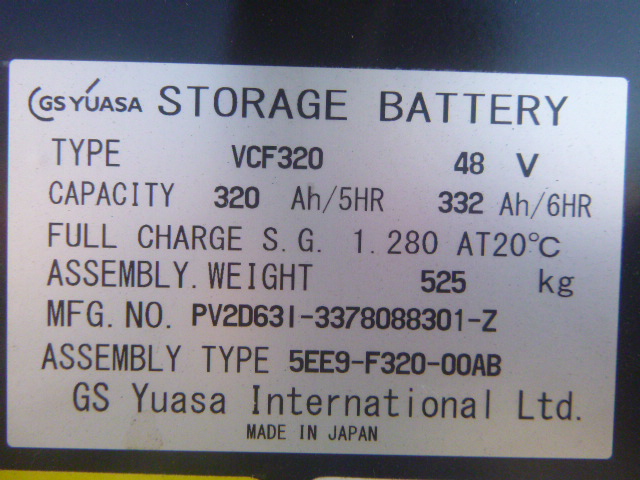 GS YUASA STORAGE BATTERY
TYPE VCF320 48 V
CAPACITY 320 Ah/5HR 332 Ah/6HR
FULL CHARGE S.G. 1.280 AT20℃
ASSEMBLY.WEIGHT 525 kg
MFG.NO. PV2D631-3378088301-Z
ASSEMBLY TYPE 5EE9-F320-00AB
GS Yuasa International Ltd.
MADE IN JAPAN